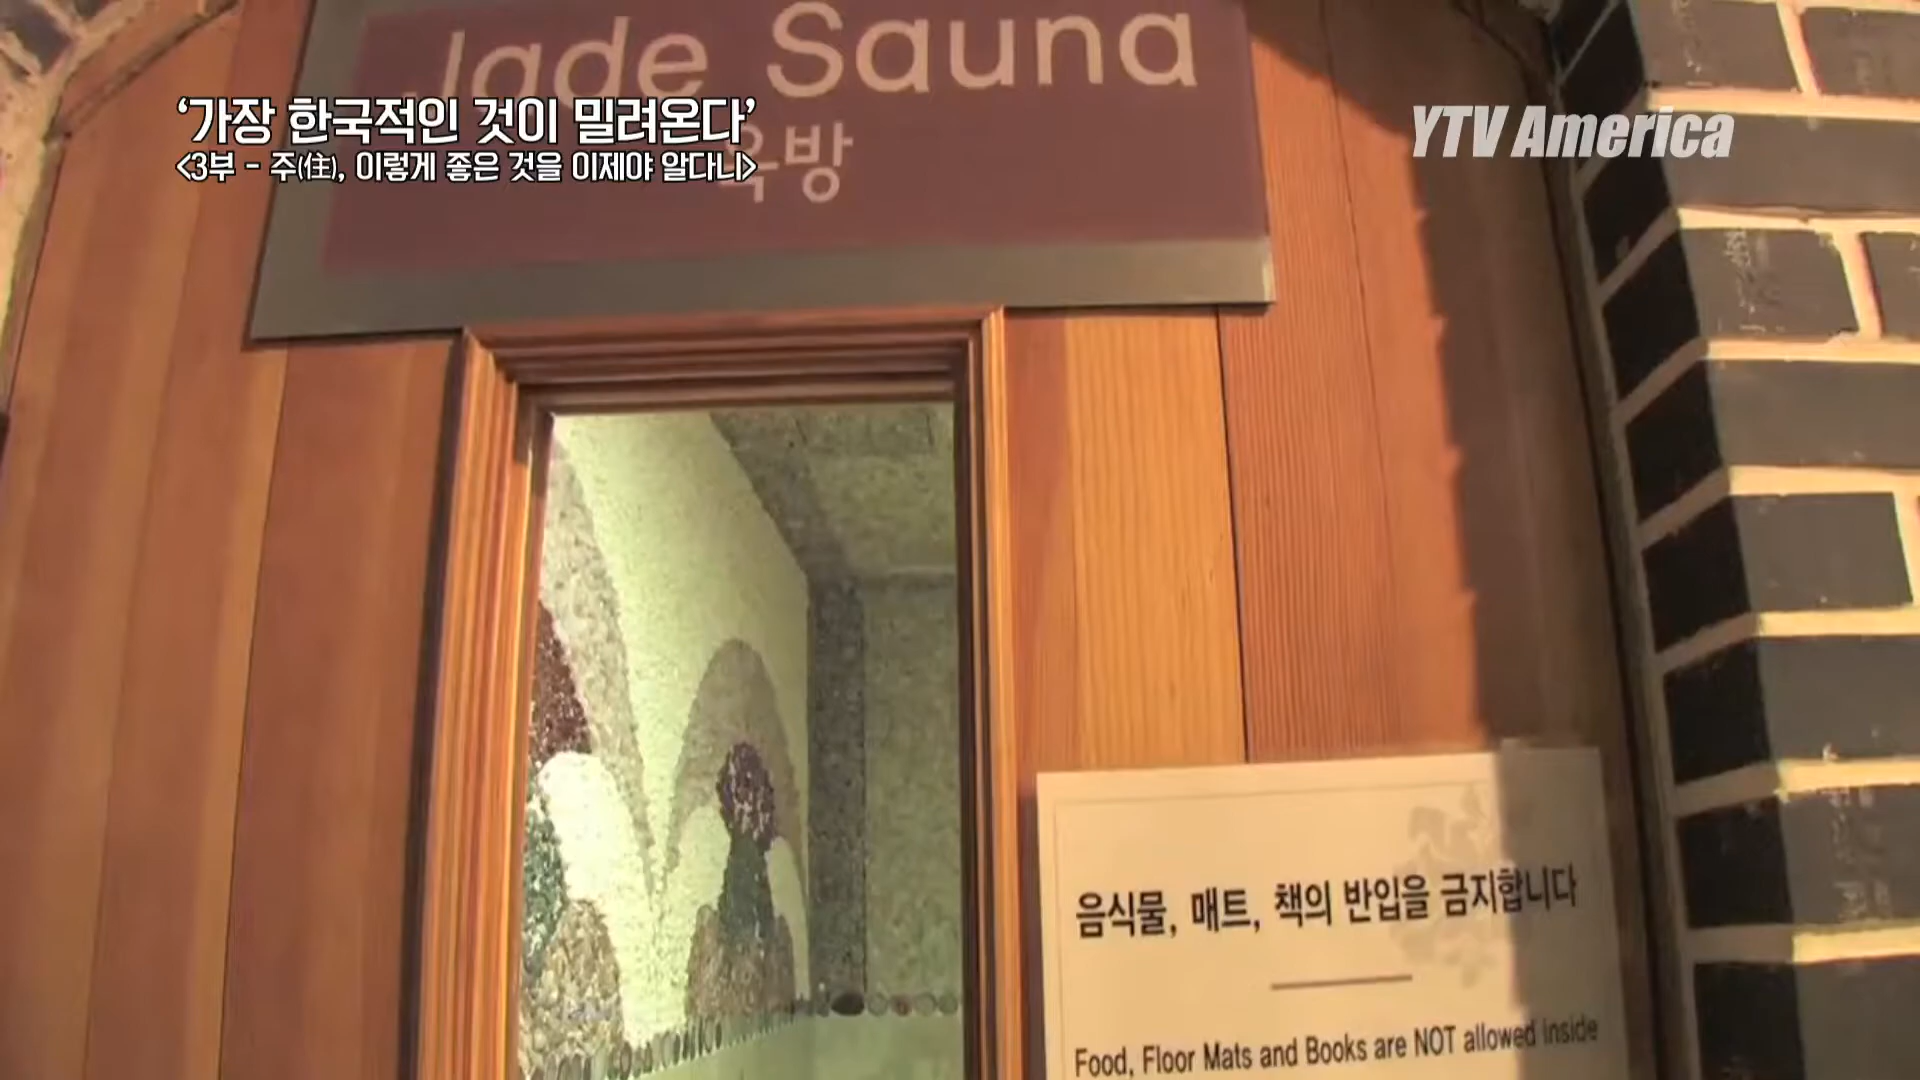 Jade Sauna
옥방
‘가장 한국적인 것이 밀려온다’
<3부 - 주(住), 이렇게 좋은 것을 이제야 알다니>
YTV America
음식물, 매트, 책의 반입을 금지합니다
Food, Floor Mats and Books are NOT allowed inside